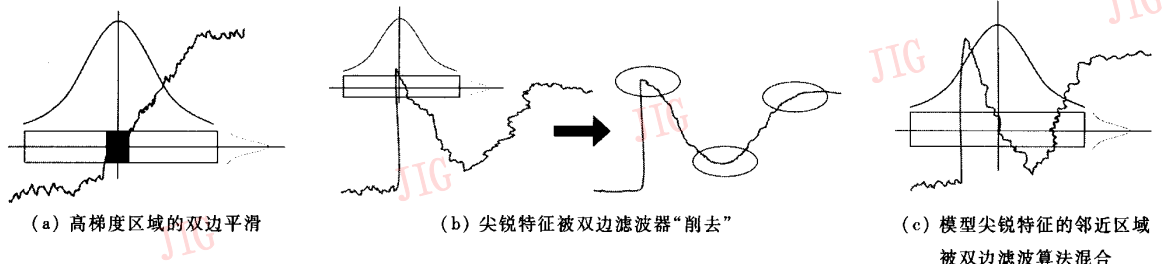 JIG
JIG
JIG
JIG
JIG
(a) 高梯度区域的双边平滑
(b) 尖锐特征被双边滤波器“削去”
(c) 模型尖锐特征的邻近区域
被双边滤波算法混合